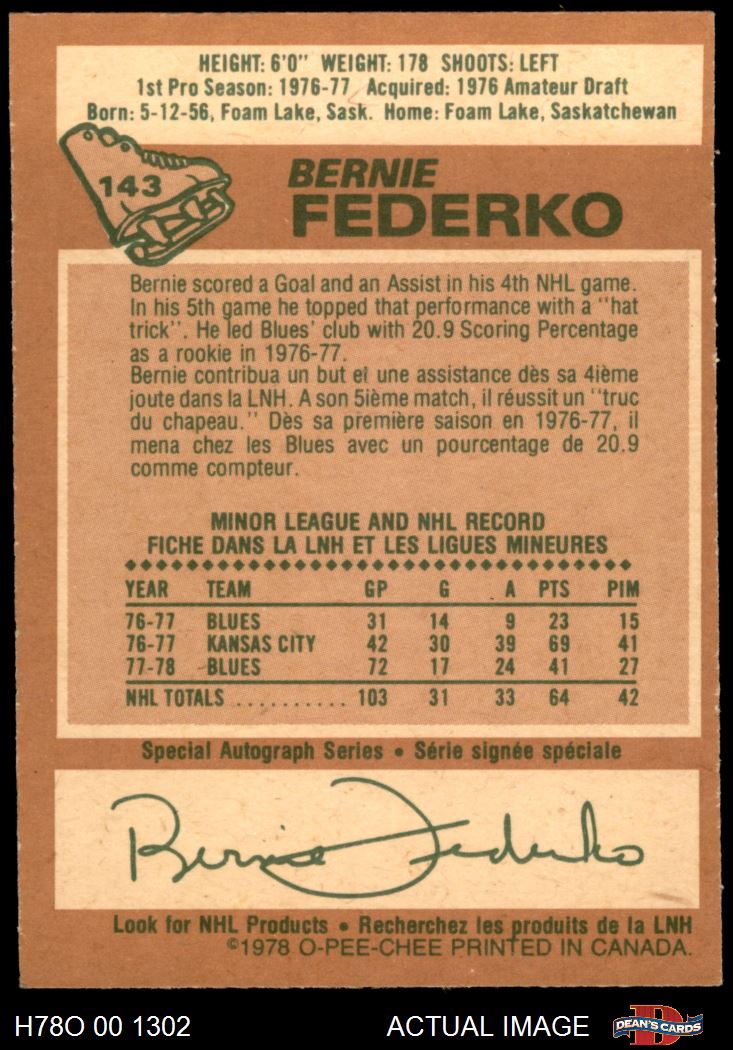 HEIGHT: 6'0" WEIGHT: 178 SHOOTS: LEFT
1st Pro Season: 1976-77 Acquired: 1976 Amateur Draft
Born: 5-12-56, Foam Lake, Sask. Home: Foam Lake, Saskatchewan
143
BERNIE
FEDERKO
Bernie scored a Goal and an Assist in his 4th NHL game.
In his 5th game he topped that performance with a "hat
trick". He led Blues' club with 20.9 Scoring Percentage
as a rookie in 1976-77.
Bernie contribua un but et une assistance dès sa 4ième
joute dans la LNH. A son 5ième match, il réussit un "truc
du chapeau." Dès sa première saison en 1976-77, il
mena chez les Blues avec un pourcentage de 20.9
comme compteur.
MINOR LEAGUE AND NHL RECORD
FICHE DANS LA LNH ET LES LIGUES MINEURES
YEAR TEAM GP G A PTS PIM
76-77 BLUES 31 14 9 23 15
76-77 KANSAS CITY 42 30 39 69 41
77-78 BLUES 72 17 24 41 27
NHL TOTALS .......... 103 31 33 64 42
Special Autograph Series • Série signée spéciale
Bernie Federko
Look for NHL Products • Recherchez les produits de la LNH
©1978 O-PEE-CHEE PRINTED IN CANADA.
H78O 00 1302 ACTUAL IMAGE D DEAN'S CARDS